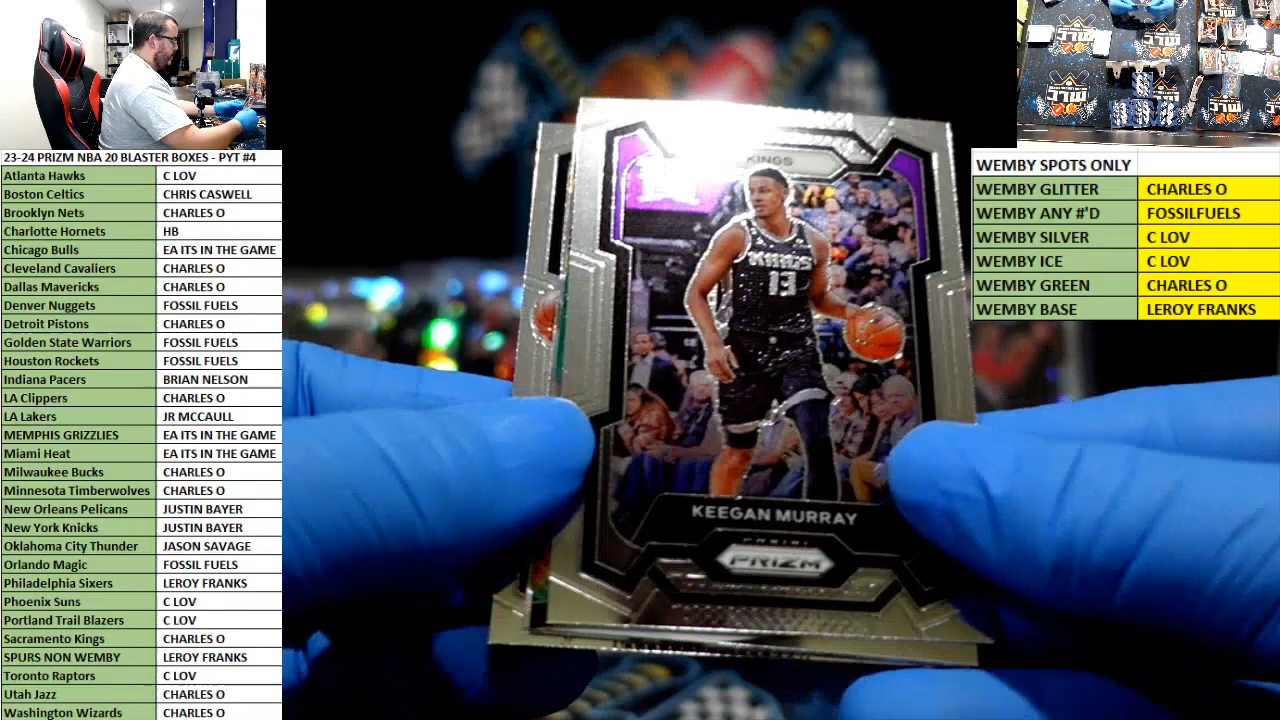 23-24 PRIZM NBA 20 BLASTER BOXES - PYT #4
Atlanta Hawks C LOV
Boston Celtics CHRIS CASWELL
Brooklyn Nets CHARLES O
Charlotte Hornets HB
Chicago Bulls EA ITS IN THE GAME
Cleveland Cavaliers CHARLES O
Dallas Mavericks CHARLES O
Denver Nuggets FOSSIL FUELS
Detroit Pistons CHARLES O
Golden State Warriors FOSSIL FUELS
Houston Rockets FOSSIL FUELS
Indiana Pacers BRIAN NELSON
LA Clippers CHARLES O
LA Lakers JR MCCAULL
MEMPHIS GRIZZLIES EA ITS IN THE GAME
Miami Heat EA ITS IN THE GAME
Milwaukee Bucks CHARLES O
Minnesota Timberwolves CHARLES O
New Orleans Pelicans JUSTIN BAYER
New York Knicks JUSTIN BAYER
Oklahoma City Thunder JASON SAVAGE
Orlando Magic FOSSIL FUELS
Philadelphia Sixers LEROY FRANKS
Phoenix Suns C LOV
Portland Trail Blazers C LOV
Sacramento Kings CHARLES O
SPURS NON WEMBY LEROY FRANKS
Toronto Raptors C LOV
Utah Jazz CHARLES O
Washington Wizards CHARLES O
KINGS
KINGS
13
KEEGAN MURRAY
PANINI
PRIZM
MLC
MLC
MLC
WEMBY SPOTS ONLY
WEMBY GLITTER CHARLES O
WEMBY ANY #'D FOSSILFUELS
WEMBY SILVER C LOV
WEMBY ICE C LOV
WEMBY GREEN CHARLES O
WEMBY BASE LEROY FRANKS